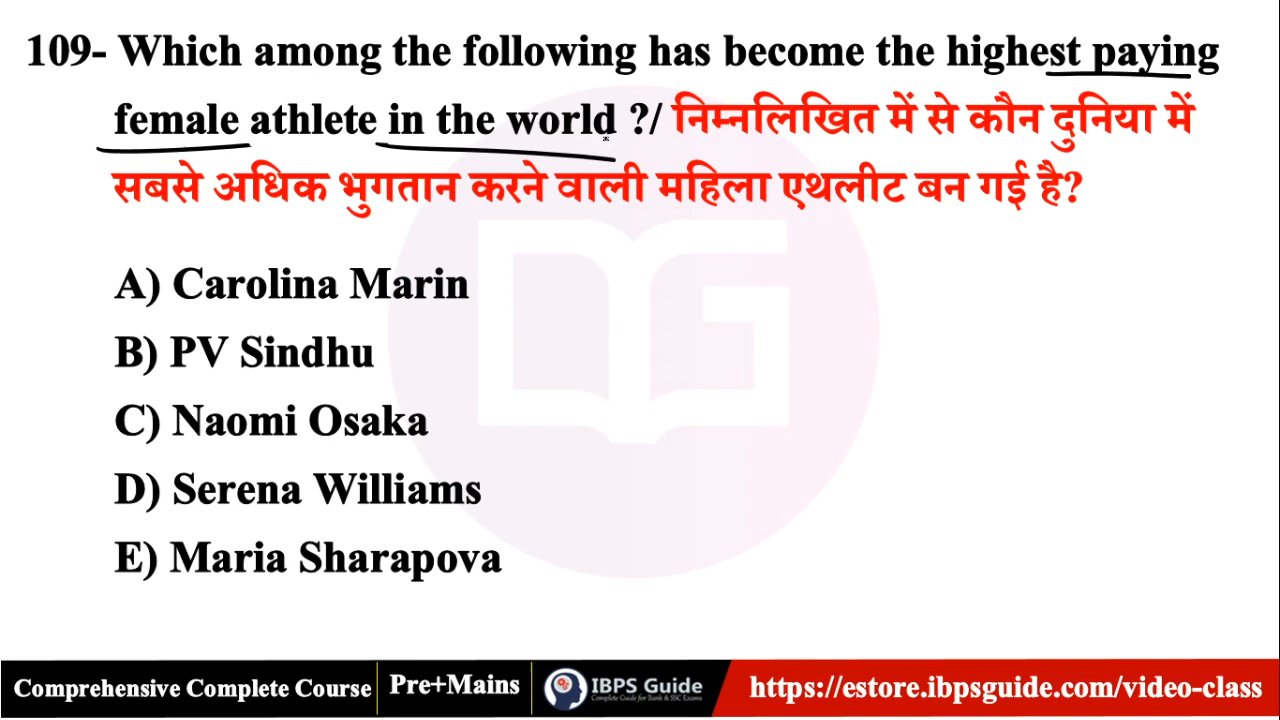 109- Which among the following has become the highest paying
female athlete in the world ?/ निम्नलिखित में से कौन दुनिया में
सबसे अधिक भुगतान करने वाली महिला एथलीट बन गई है?
A) Carolina Marin
B) PV Sindhu
C) Naomi Osaka
D) Serena Williams
E) Maria Sharapova
Comprehensive Complete Course Pre+Mains IBPS Guide https://estore.ibpsguide.com/video-class
Complete Guide for Bank & SSC Exams